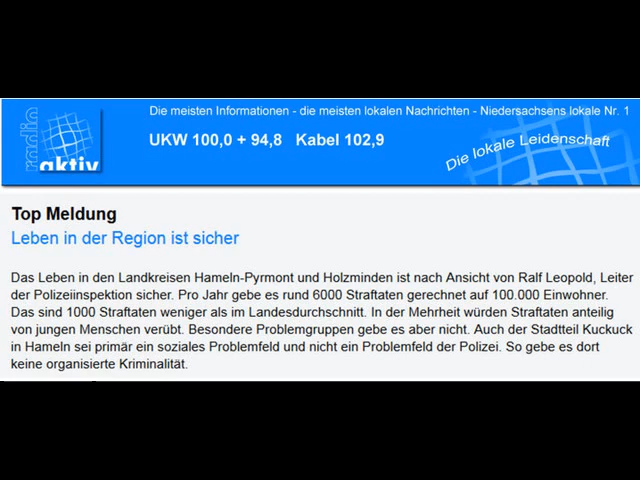 radio
aktiv
Die meisten Informationen - die meisten lokalen Nachrichten - Niedersachsens lokale Nr. 1
UKW 100,0 + 94,8 Kabel 102,9
Die lokale Leidenschaft
Top Meldung
Leben in der Region ist sicher
Das Leben in den Landkreisen Hameln-Pyrmont und Holzminden ist nach Ansicht von Ralf Leopold, Leiter
der Polizeiinspektion sicher. Pro Jahr gebe es rund 6000 Straftaten gerechnet auf 100.000 Einwohner.
Das sind 1000 Straftaten weniger als im Landesdurchschnitt. In der Mehrheit würden Straftaten anteilig
von jungen Menschen verübt. Besondere Problemgruppen gebe es aber nicht. Auch der Stadtteil Kuckuck
in Hameln sei primär ein soziales Problemfeld und nicht ein Problemfeld der Polizei. So gebe es dort
keine organisierte Kriminalität.